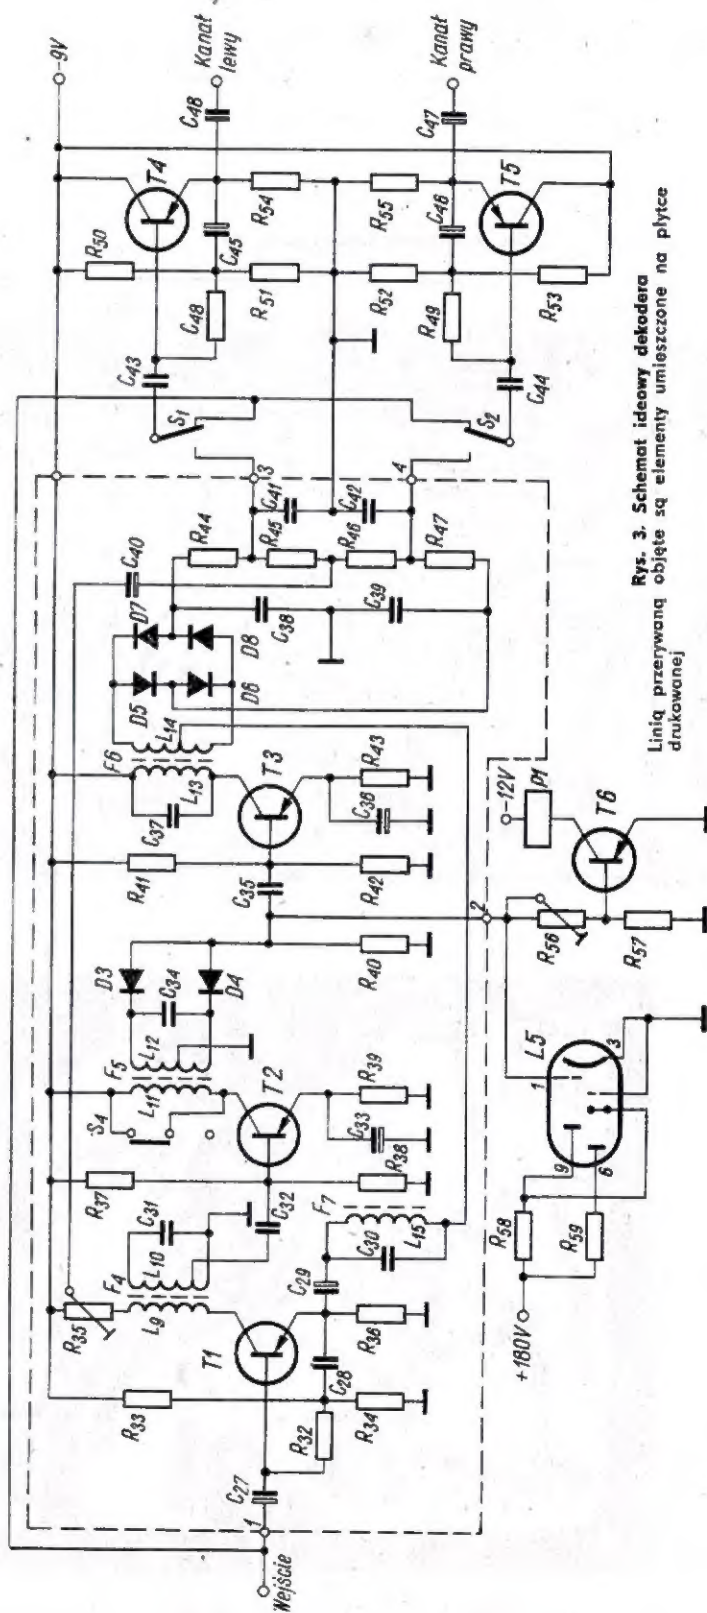 -9V
Kanał
lewy
Kanał
prawy
C48
C47
T4
T5
R50
R54
R55
C45
C46
R51
R52
C48
R49
R53
C43
C44
S1
S2
3
4
C41
C42
R44
R45
R46
R47
C40
C38
C39
D7
D8
D5
D6
L14
F6
L13
C37
T3
R43
C36
R41
R42
C35
D3
D4
C34
R40
2
L12
F5
L11
S4
T2
R39
C33
R38
R37
C31
C32
F4
L10
F7
L15
C30
C29
R35
L9
T1
R36
C28
R33
R32
R34
C27
1
Wejście
-12V
P1
T6
R56
R57
L5
1
3
9
6
R58
R59
+180V
Rys. 3. Schemat ideowy dekodera
Linią przerywaną objęte są elementy umieszczone na płytce
drukowanej